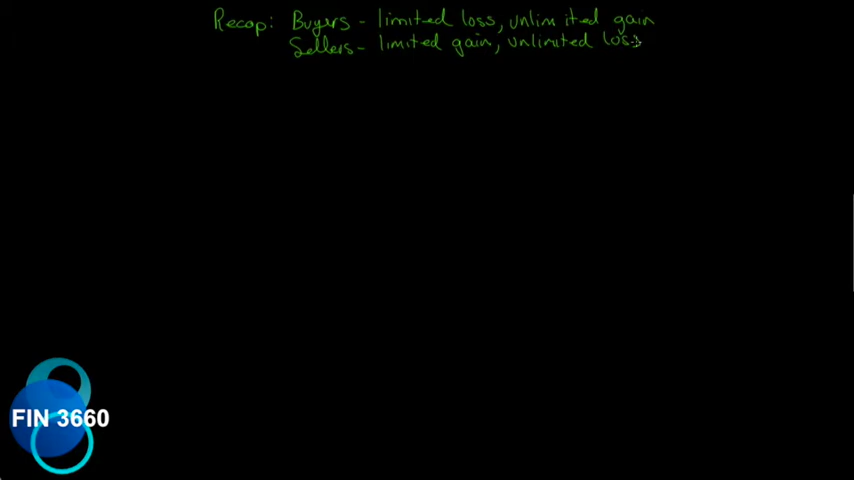 Recap: Buyers - limited loss, unlimited gain
Sellers- limited gain, unlimited loss
FIN 3660